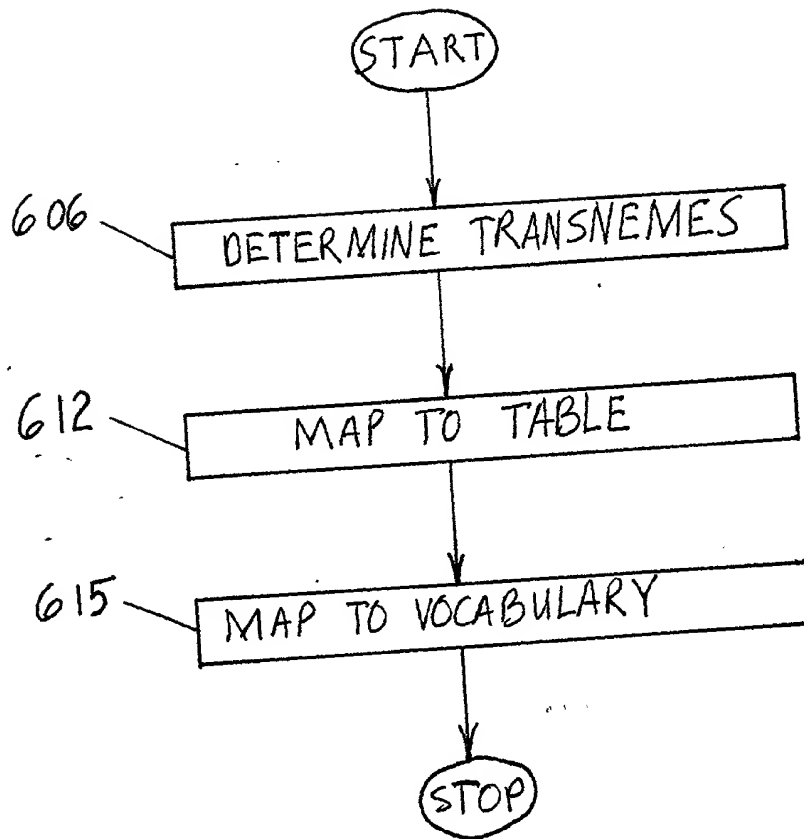 START
606
DETERMINE TRANSNEMES
612
MAP TO TABLE
615
MAP TO VOCABULARY
STOP